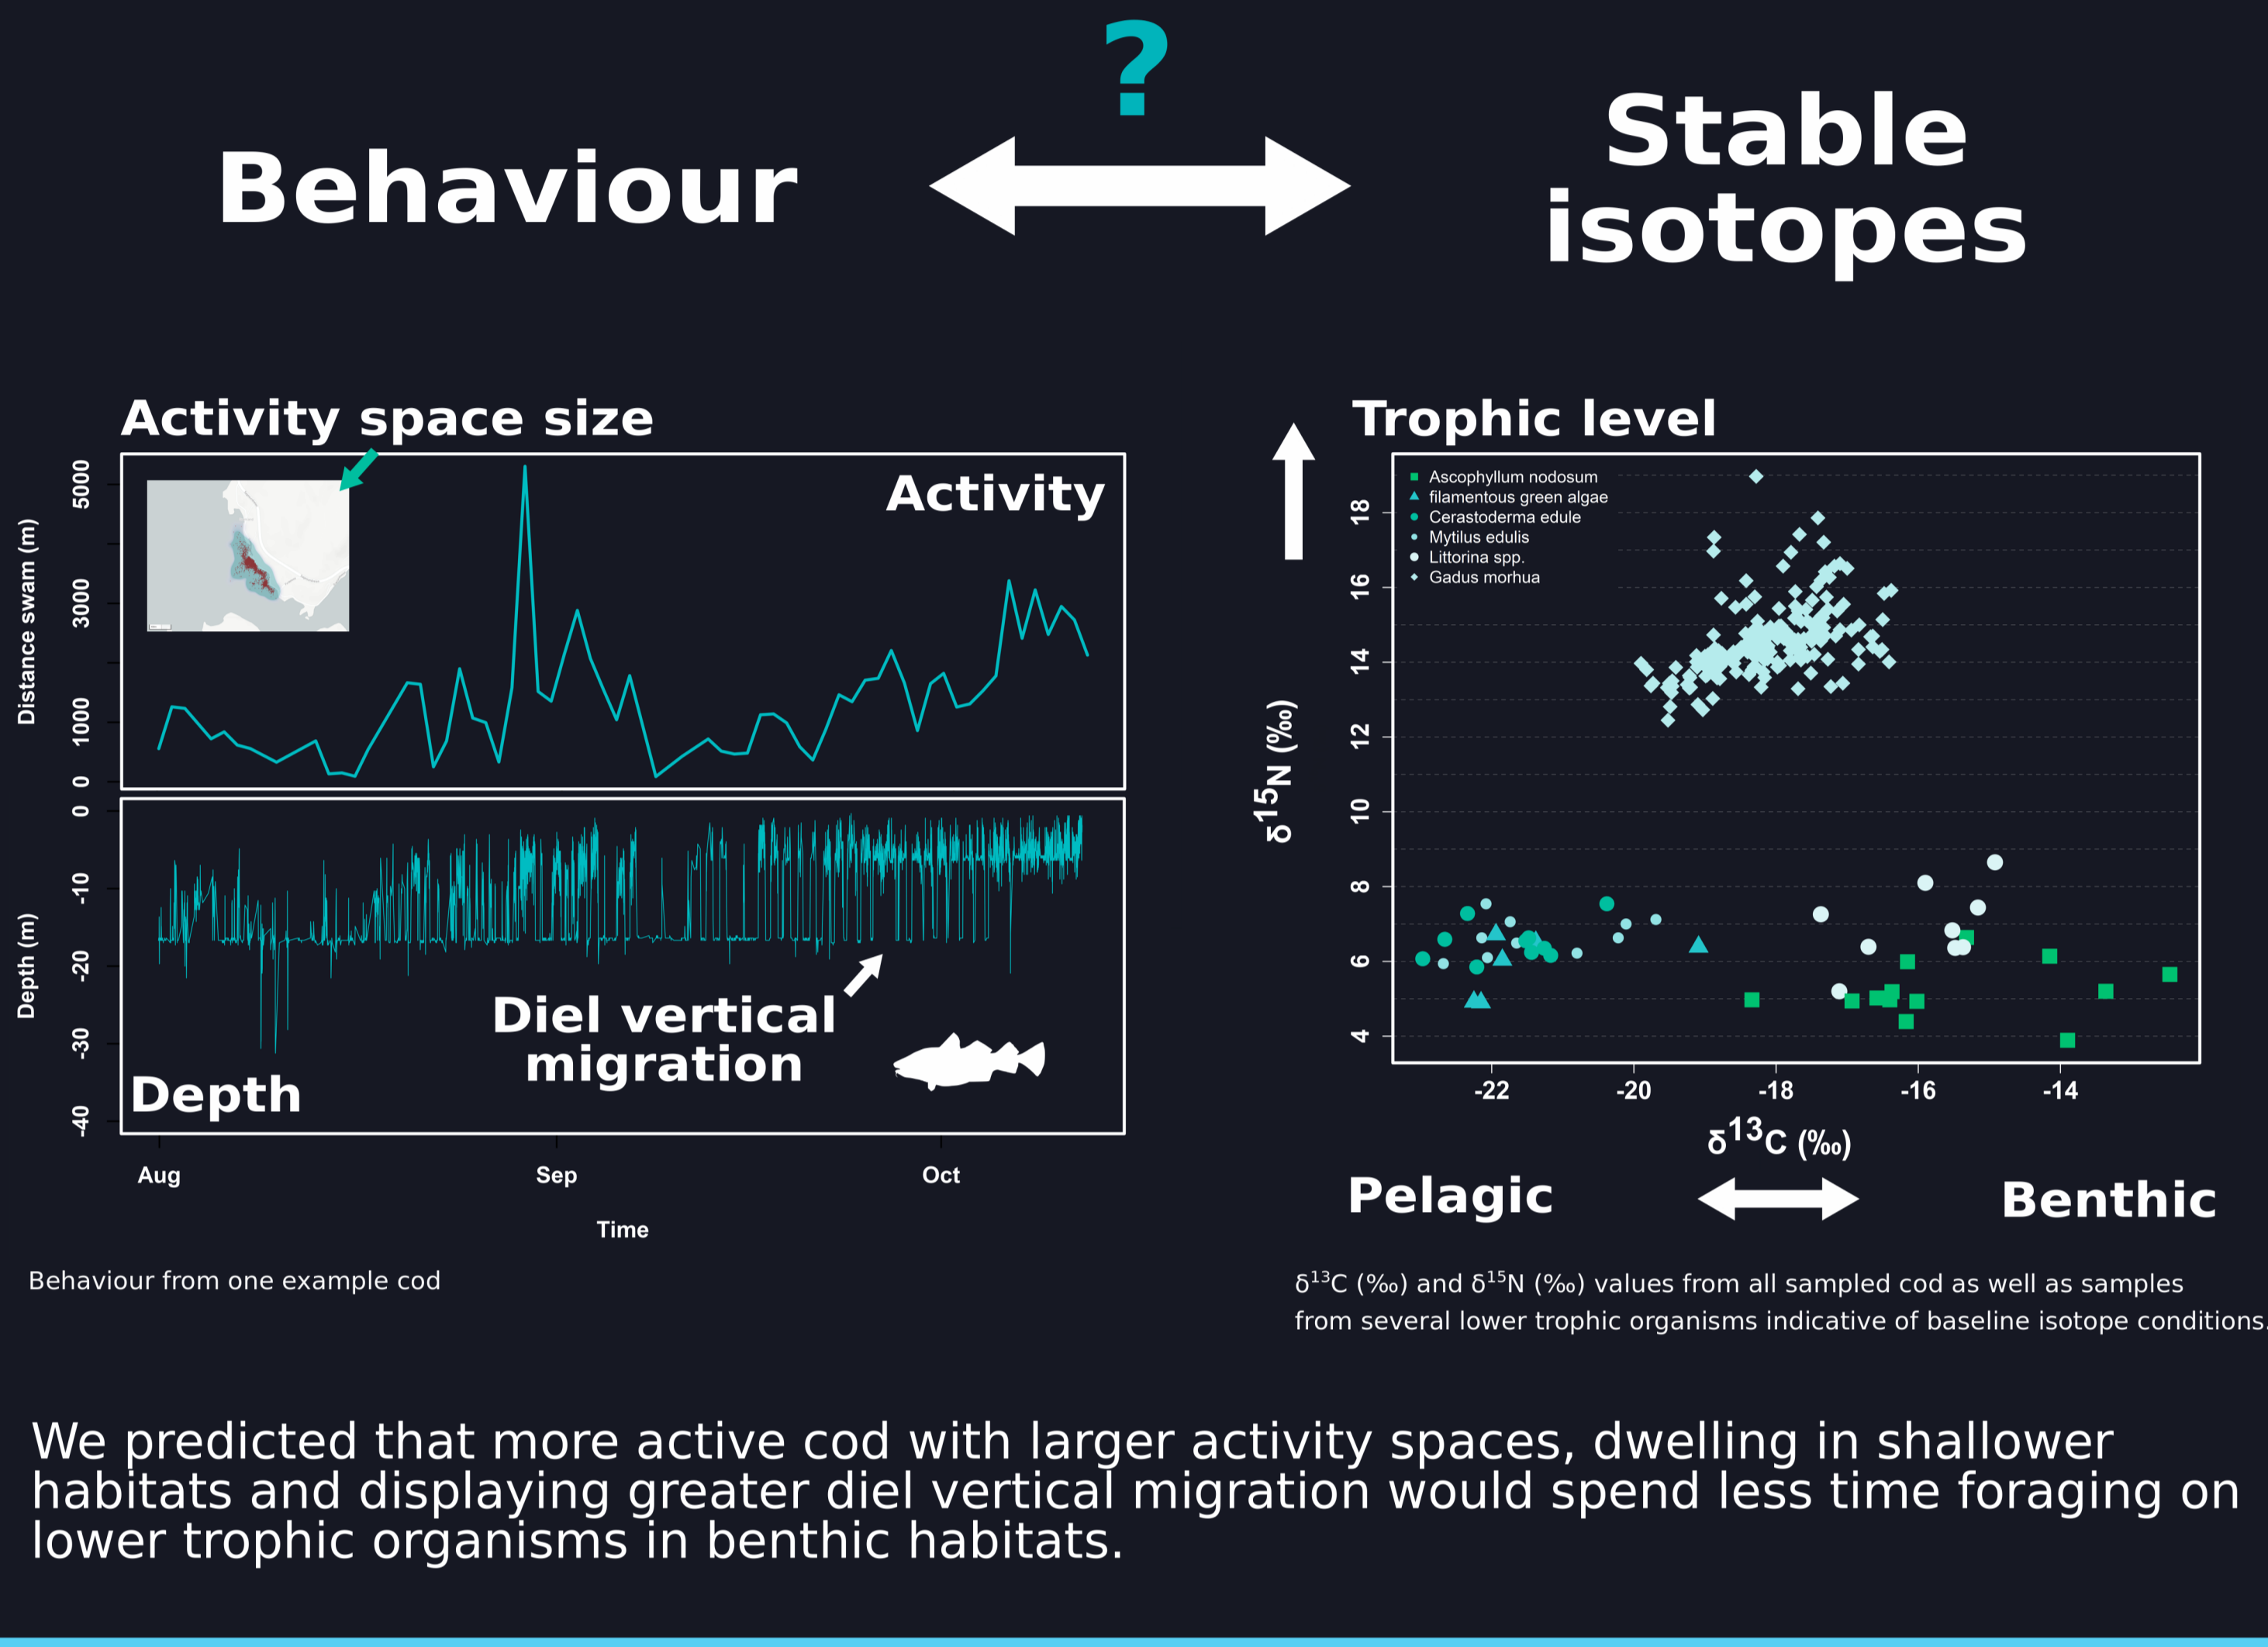 ?
Behaviour
Stable
isotopes
Activity space size
Activity
Distance swam (m)
5000
3000
1000
0
0
-10
-20
-30
-40
Depth (m)
Diel vertical
migration
Depth
Aug
Sep
Oct
Time
Behaviour from one example cod
Trophic level
Ascophyllum nodosum
filamentous green algae
Cerastoderma edule
Mytilus edulis
Littorina spp.
Gadus morhua
δ15N (‰)
18
16
14
12
10
8
6
4
-22
-20
-18
-16
-14
δ13C (‰)
Pelagic
Benthic
δ13C (‰) and δ15N (‰) values from all sampled cod as well as samples
from several lower trophic organisms indicative of baseline isotope conditions.
We predicted that more active cod with larger activity spaces, dwelling in shallower
habitats and displaying greater diel vertical migration would spend less time foraging on
lower trophic organisms in benthic habitats.